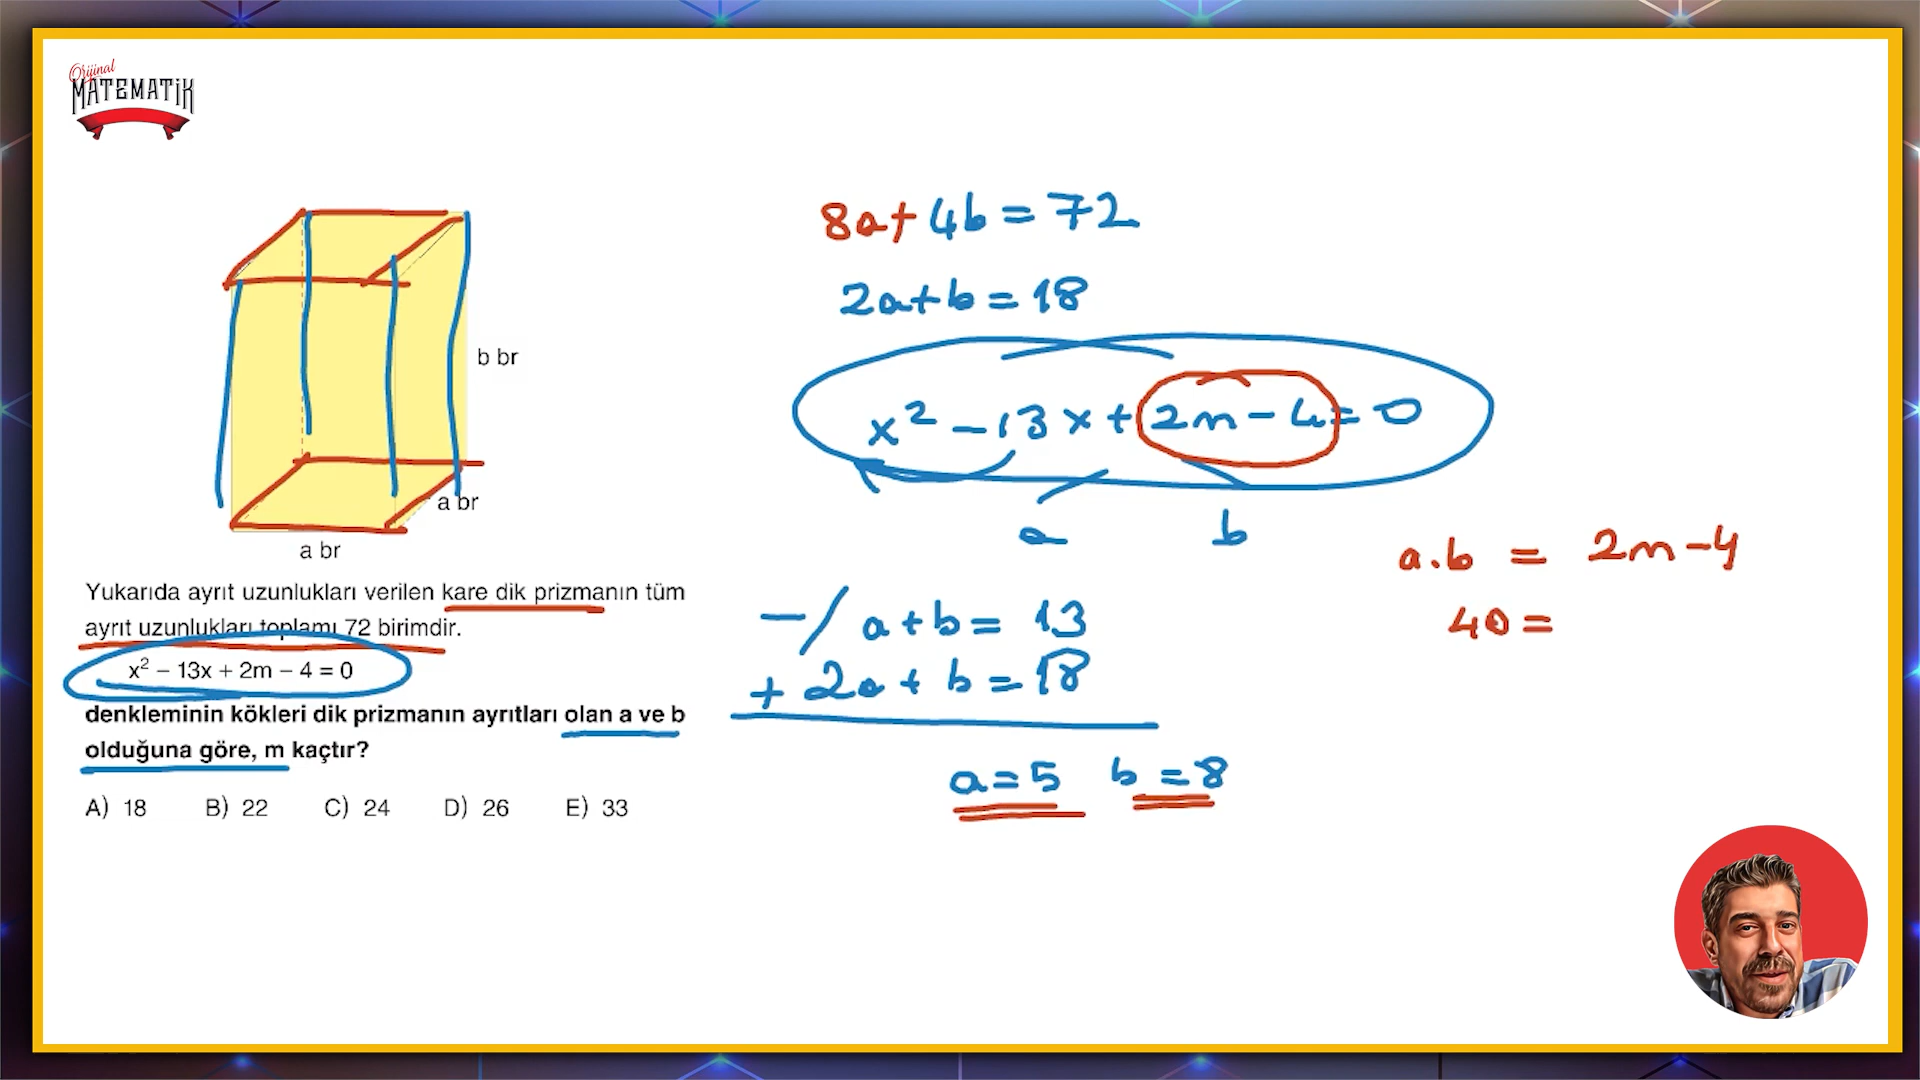 Orijinal
MATEMATİK
b br
a br
a br
Yukarıda ayrıt uzunlukları verilen kare dik prizmanın tüm
ayrıt uzunlukları toplamı 72 birimdir.
x² – 13x + 2m – 4 = 0
denkleminin kökleri dik prizmanın ayrıtları olan a ve b
olduğuna göre, m kaçtır?
A) 18 B) 22 C) 24 D) 26 E) 33
8a+4b=72
2a+b=18
x²-13x+2m-4=0
a b
-/ a+b=13
+ 2a+b=18
a=5 b=8
a.b = 2m-4
40=